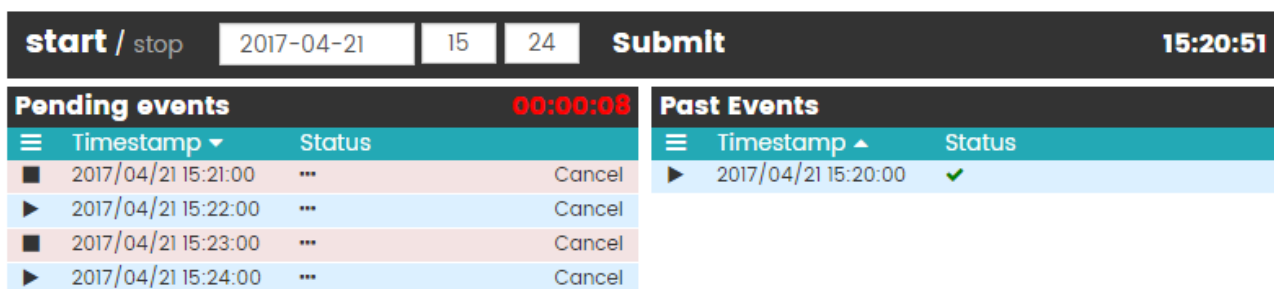 start / stop 2017-04-21 15 24 Submit 15:20:51
Pending events 00:00:08
Timestamp Status
2017/04/21 15:21:00 ••• Cancel
2017/04/21 15:22:00 ••• Cancel
2017/04/21 15:23:00 ••• Cancel
2017/04/21 15:24:00 ••• Cancel
Past Events
Timestamp Status
2017/04/21 15:20:00